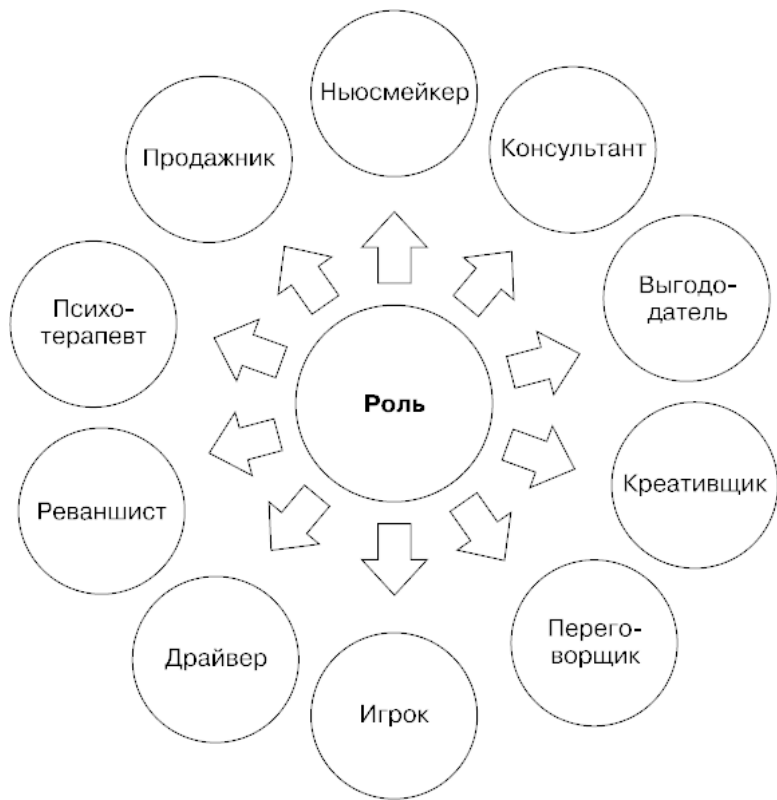 Ньюсмейкер
Консультант
Продажник
Выгодо-
датель
Психо-
терапевт
Роль
Креативщик
Реваншист
Перего-
ворщик
Драйвер
Игрок